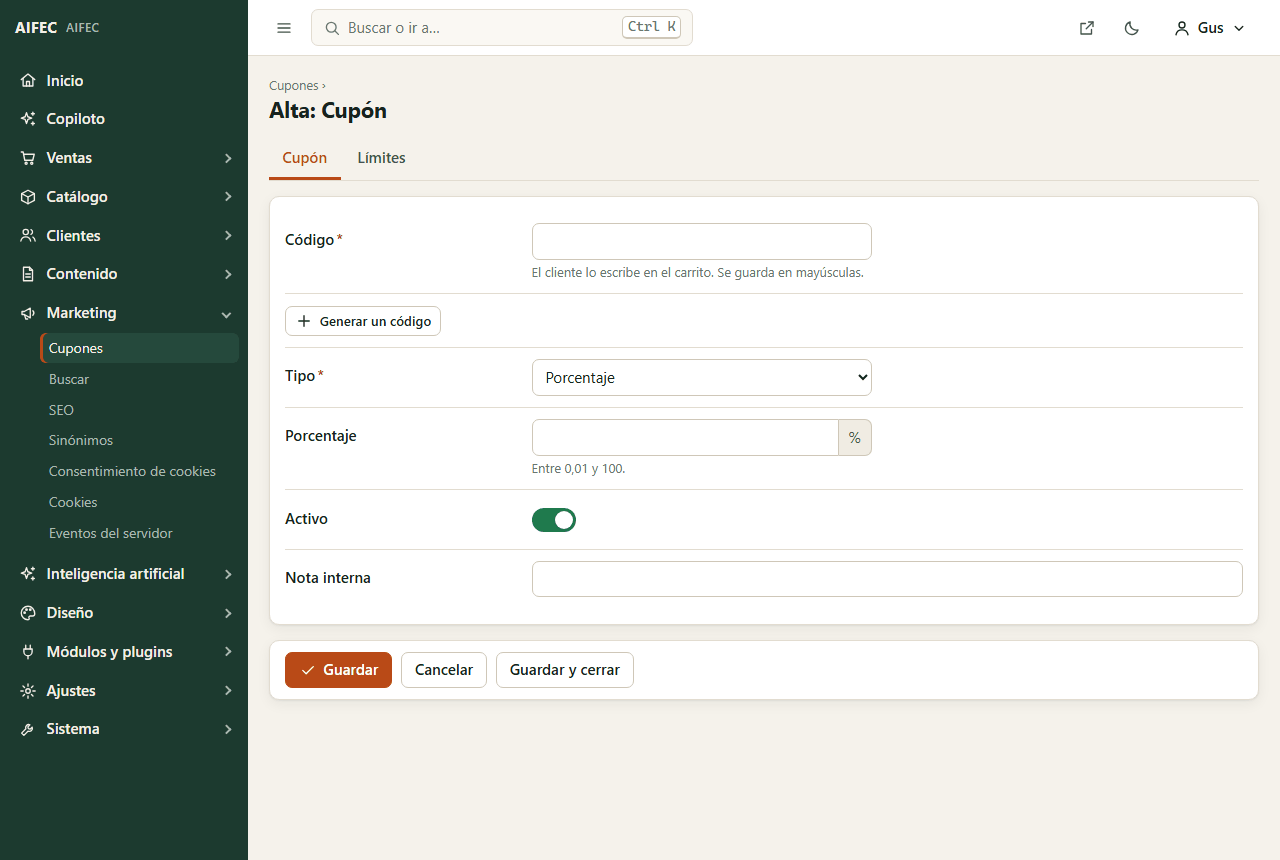 AIFEC AIFEC
Inicio
Copiloto
Ventas
Catálogo
Clientes
Contenido
Marketing
Cupones
Buscar
SEO
Sinónimos
Consentimiento de cookies
Cookies
Eventos del servidor
Inteligencia artificial
Diseño
Módulos y plugins
Ajustes
Sistema
Buscar o ir a... Ctrl K
Gus
Cupones ›
Alta: Cupón
Cupón Límites
Código *
El cliente lo escribe en el carrito. Se guarda en mayúsculas.
+ Generar un código
Tipo * Porcentaje
Porcentaje %
Entre 0,01 y 100.
Activo
Nota interna
Guardar Cancelar Guardar y cerrar